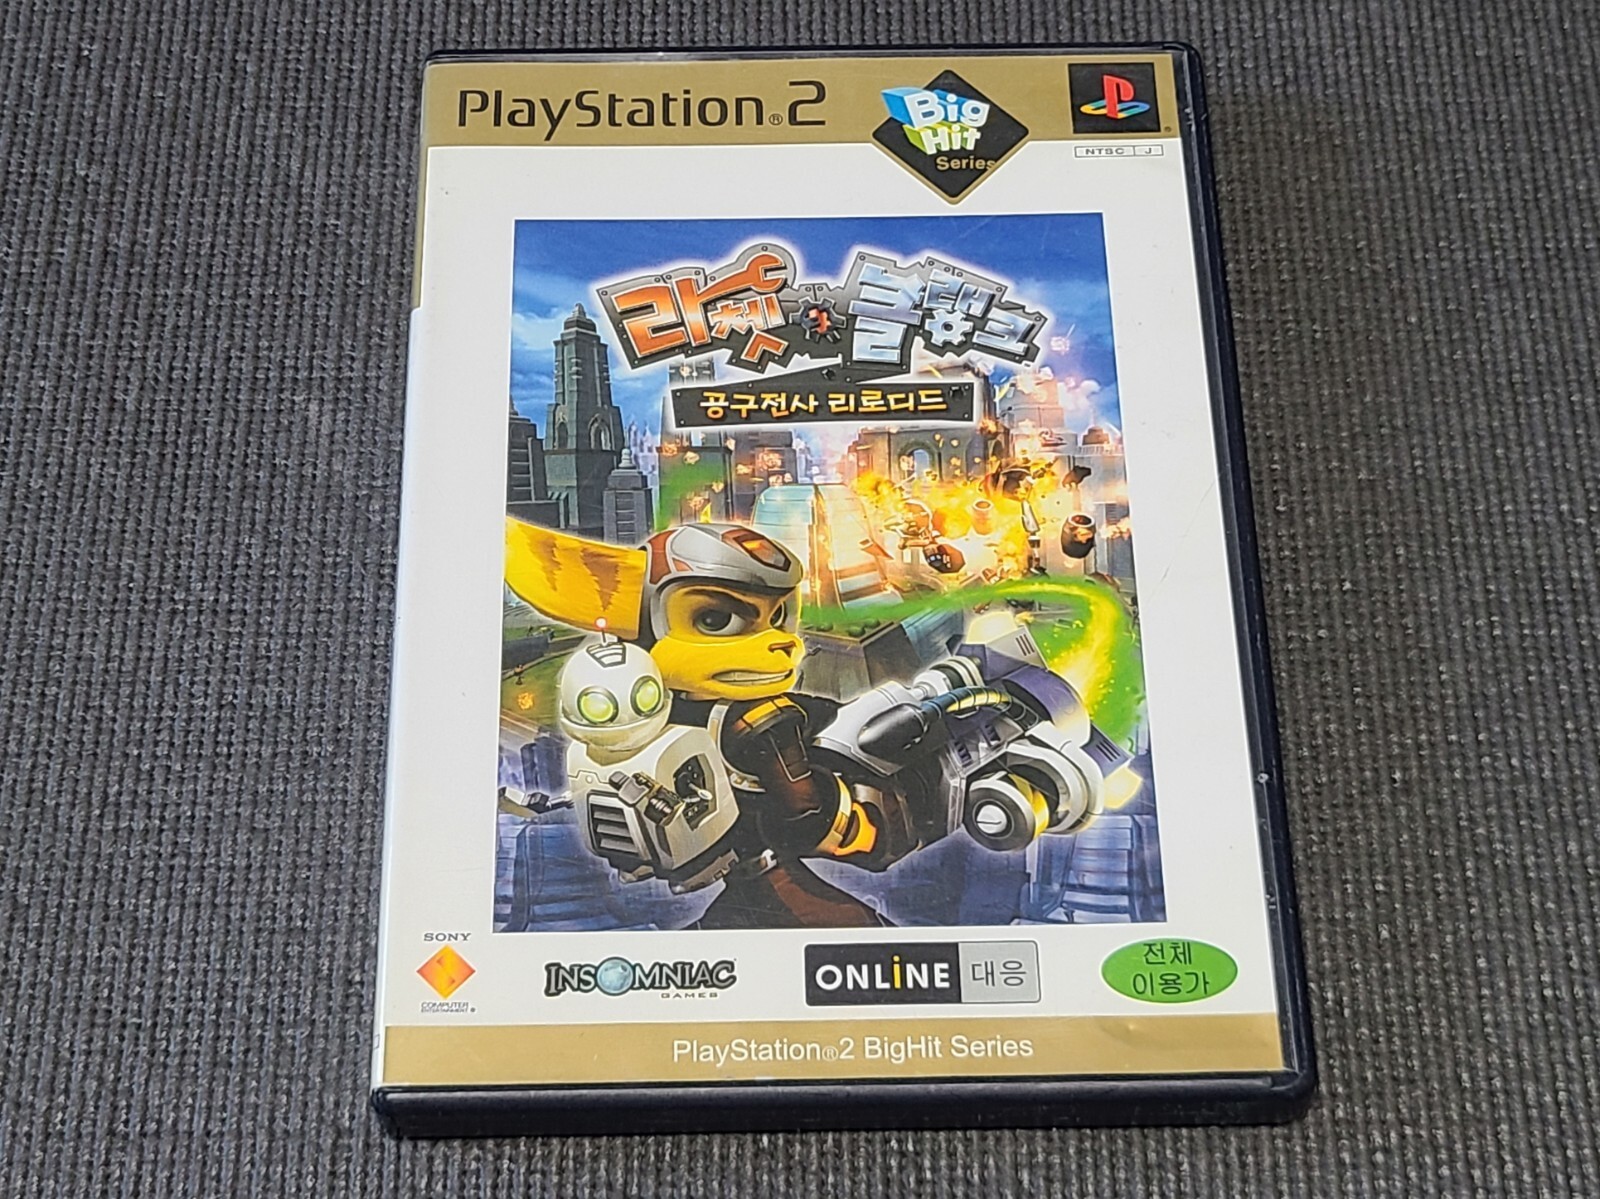 PlayStation®2
Big
Hit
Series
NTSC J
라쳇 & 클랭크
공구전사 리로디드
SONY
COMPUTER
ENTERTAINMENT ®
INSOMNIAC
GAMES
ONLINE 대응
전체
이용가
PlayStation®2 BigHit Series